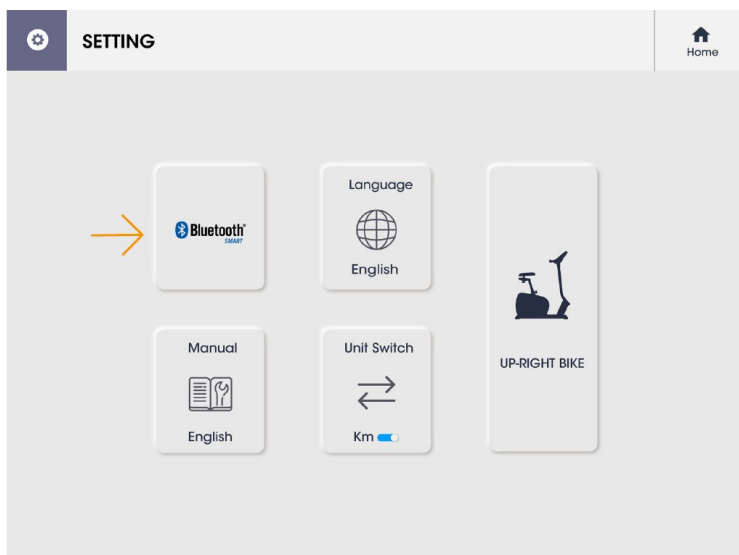 SETTING
Home
Bluetooth®
SMART
Language
English
Manual
English
Unit Switch
Km
UP-RIGHT BIKE